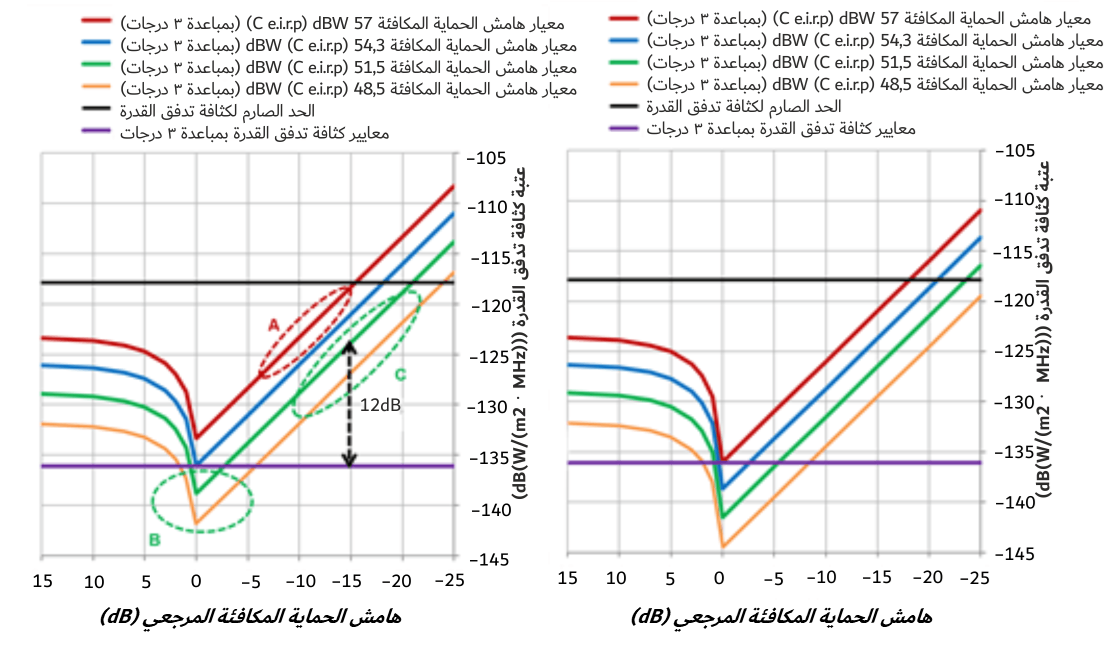 معيار هامش الحماية المكافئة 57 dBW (C e.i.r.p) (بمباعدة ٣ درجات)
معيار هامش الحماية المكافئة 54,3 dBW (C e.i.r.p) (بمباعدة ٣ درجات)
معيار هامش الحماية المكافئة 51,5 dBW (C e.i.r.p) (بمباعدة ٣ درجات)
معيار هامش الحماية المكافئة 48,5 dBW (C e.i.r.p) (بمباعدة ٣ درجات)
الحد الصارم لكثافة تدفق القدرة
معايير كثافة تدفق القدرة بمباعدة ٣ درجات
–105
–110
–115
–120
–125
–130
–135
–140
–145
عتبة كثافة تدفق القدرة
(dB(W/(m2 · MHz)))
15 10 5 0 –5 –10 –15 –20 –25
هامش الحماية المكافئة المرجعي (dB)
معيار هامش الحماية المكافئة 57 dBW (C e.i.r.p) (بمباعدة ٣ درجات)
معيار هامش الحماية المكافئة 54,3 dBW (C e.i.r.p) (بمباعدة ٣ درجات)
معيار هامش الحماية المكافئة 51,5 dBW (C e.i.r.p) (بمباعدة ٣ درجات)
معيار هامش الحماية المكافئة 48,5 dBW (C e.i.r.p) (بمباعدة ٣ درجات)
الحد الصارم لكثافة تدفق القدرة
معايير كثافة تدفق القدرة بمباعدة ٣ درجات
–105
–110
–115
–120
–125
–130
–135
–140
–145
عتبة كثافة تدفق القدرة
(dB(W/(m2 · MHz)))
A
C
12dB
B
15 10 5 0 –5 –10 –15 –20 –25
هامش الحماية المكافئة المرجعي (dB)